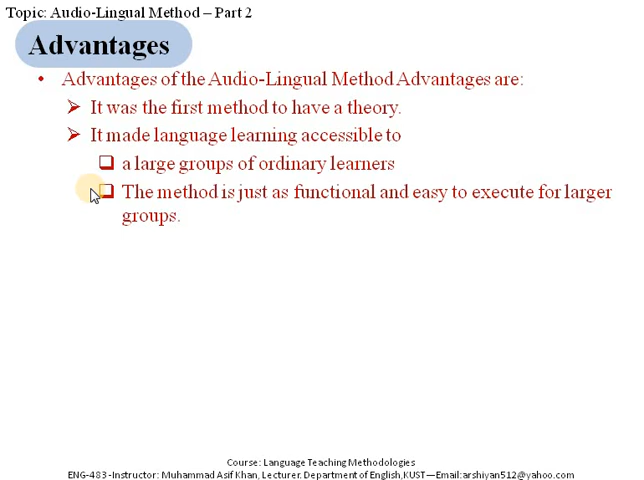 Topic: Audio-Lingual Method – Part 2
Advantages
• Advantages of the Audio-Lingual Method Advantages are:
➢ It was the first method to have a theory.
➢ It made language learning accessible to
❑ a large groups of ordinary learners
❑ The method is just as functional and easy to execute for larger
groups.
Course: Language Teaching Methodologies
ENG-483-Instructor: Muhammad Asif Khan, Lecturer. Department of English,KUST—Email:arshiyan512@yahoo.com